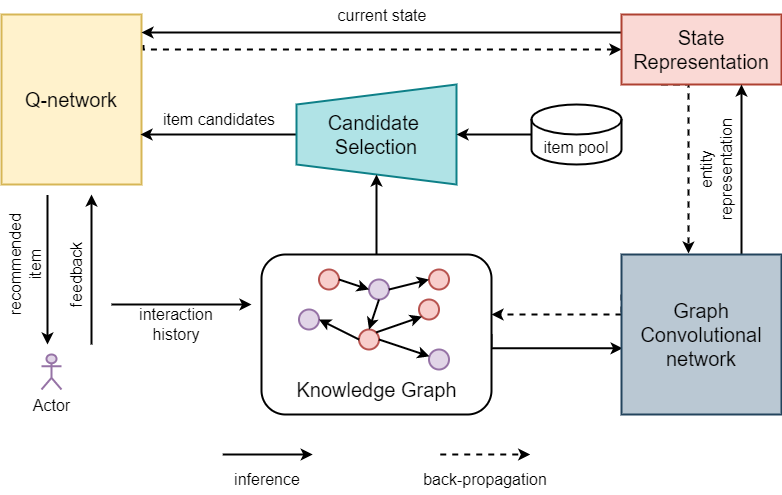 current state
State
Representation
Q-network
item candidates
Candidate
Selection
item pool
entity
representation
recommended
item
feedback
interaction
history
Graph
Convolutional
network
Knowledge Graph
Actor
inference
back-propagation